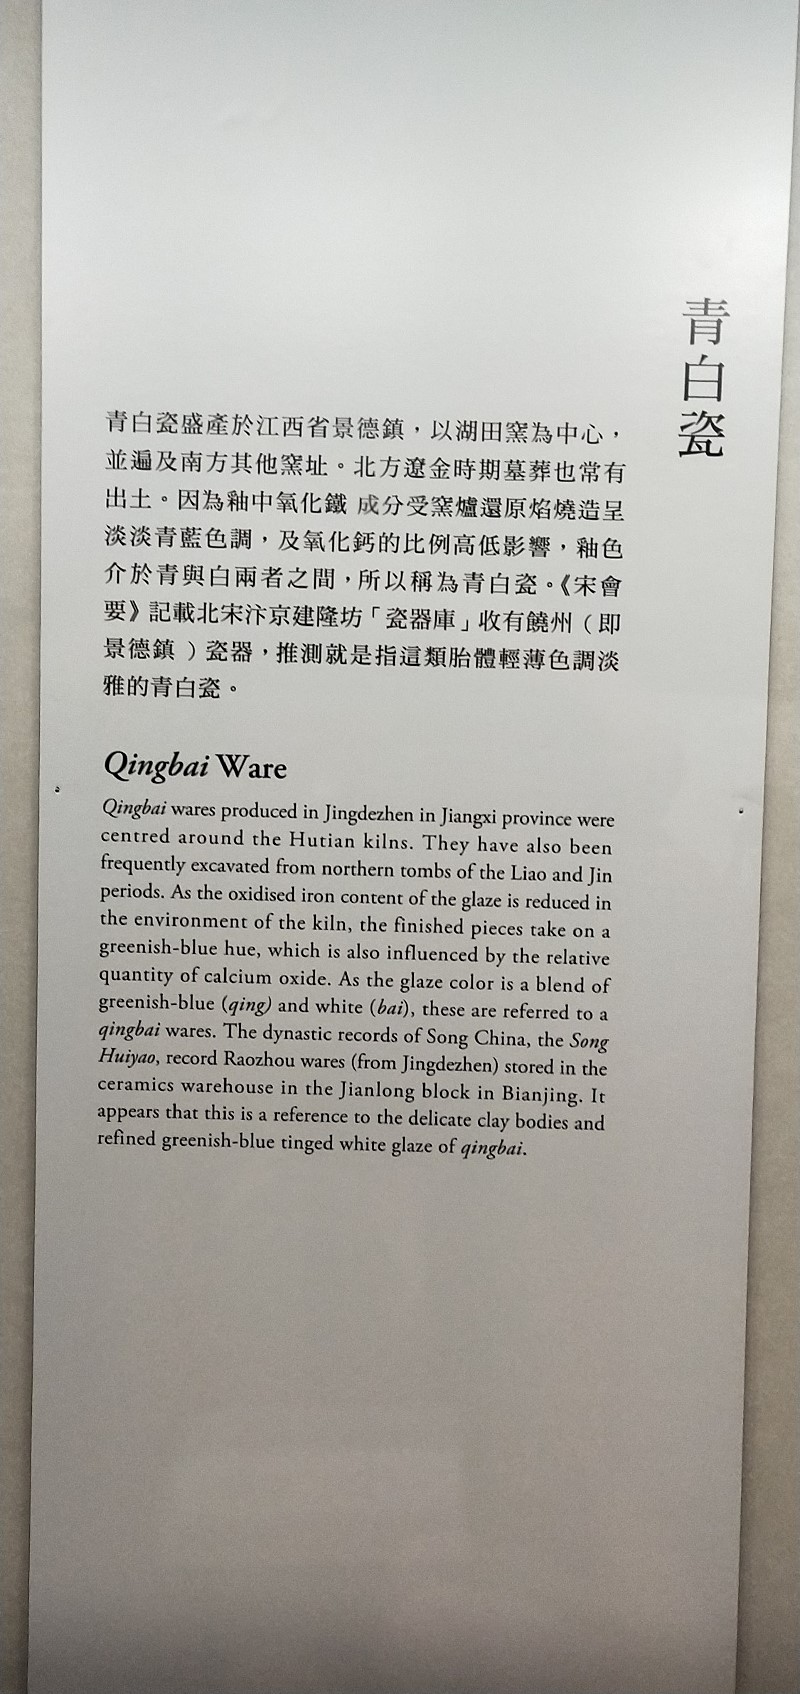 青白瓷
青白瓷盛產於江西省景德鎮，以湖田窯為中心，
並遍及南方其他窯址。北方遼金時期墓葬也常有
出土。因為釉中氧化鐵 成分受窯爐還原焰燒造呈
淡淡青藍色調，及氧化鈣的比例高低影響，釉色
介於青與白兩者之間，所以稱為青白瓷。《宋會
要》記載北宋汴京建隆坊「瓷器庫」收有饒州（即
景德鎮 ）瓷器，推測就是指這類胎體輕薄色調淡
雅的青白瓷。
Qingbai Ware
Qingbai wares produced in Jingdezhen in Jiangxi province were
centred around the Hutian kilns. They have also been
frequently excavated from northern tombs of the Liao and Jin
periods. As the oxidised iron content of the glaze is reduced in
the environment of the kiln, the finished pieces take on a
greenish-blue hue, which is also influenced by the relative
quantity of calcium oxide. As the glaze color is a blend of
greenish-blue (qing) and white (bai), these are referred to a
qingbai wares. The dynastic records of Song China, the Song
Huiyao, record Raozhou wares (from Jingdezhen) stored in the
ceramics warehouse in the Jianlong block in Bianjing. It
appears that this is a reference to the delicate clay bodies and
refined greenish-blue tinged white glaze of qingbai.